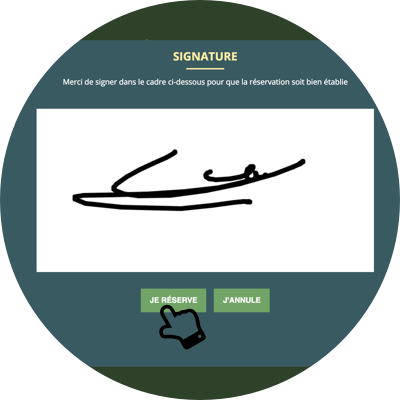 SIGNATURE
Merci de signer dans le cadre ci-dessous pour que la réservation soit bien établie
JE RÉSERVE
J'ANNULE